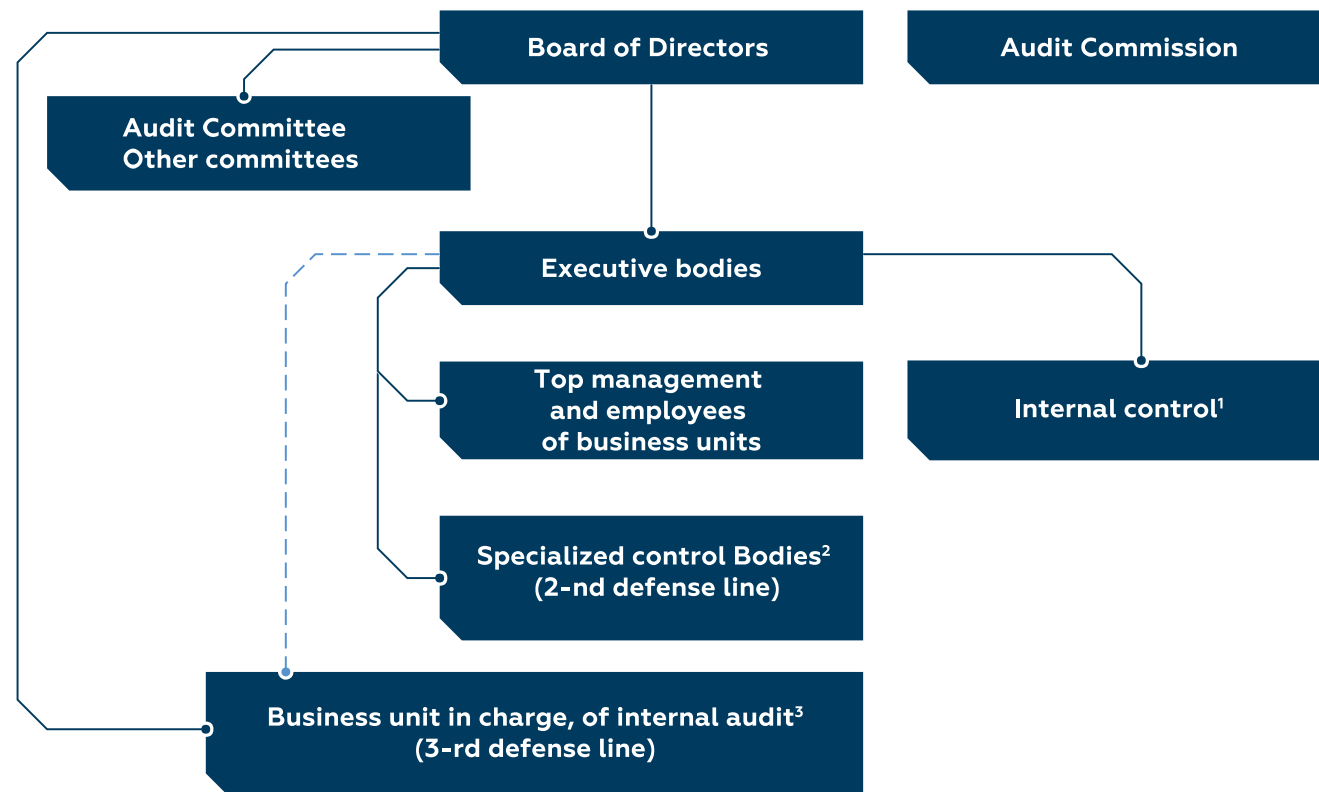 Board of Directors
Audit Commission
Audit Committee
Other committees
Executive bodies
Top management
and employees
of business units
Internal control¹
Specialized control Bodies²
(2-nd defense line)
Business unit in charge, of internal audit³
(3-rd defense line)